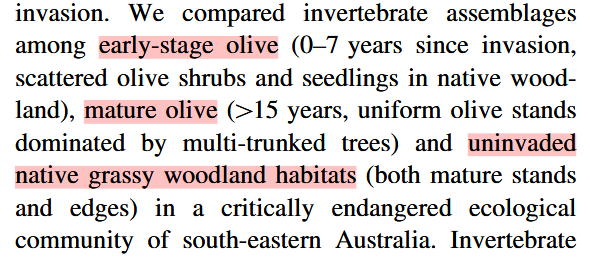 invasion. We compared invertebrate assemblages
among early-stage olive (0–7 years since invasion,
scattered olive shrubs and seedlings in native wood-
land), mature olive (>15 years, uniform olive stands
dominated by multi-trunked trees) and uninvaded
native grassy woodland habitats (both mature stands
and edges) in a critically endangered ecological
community of south-eastern Australia. Invertebrate